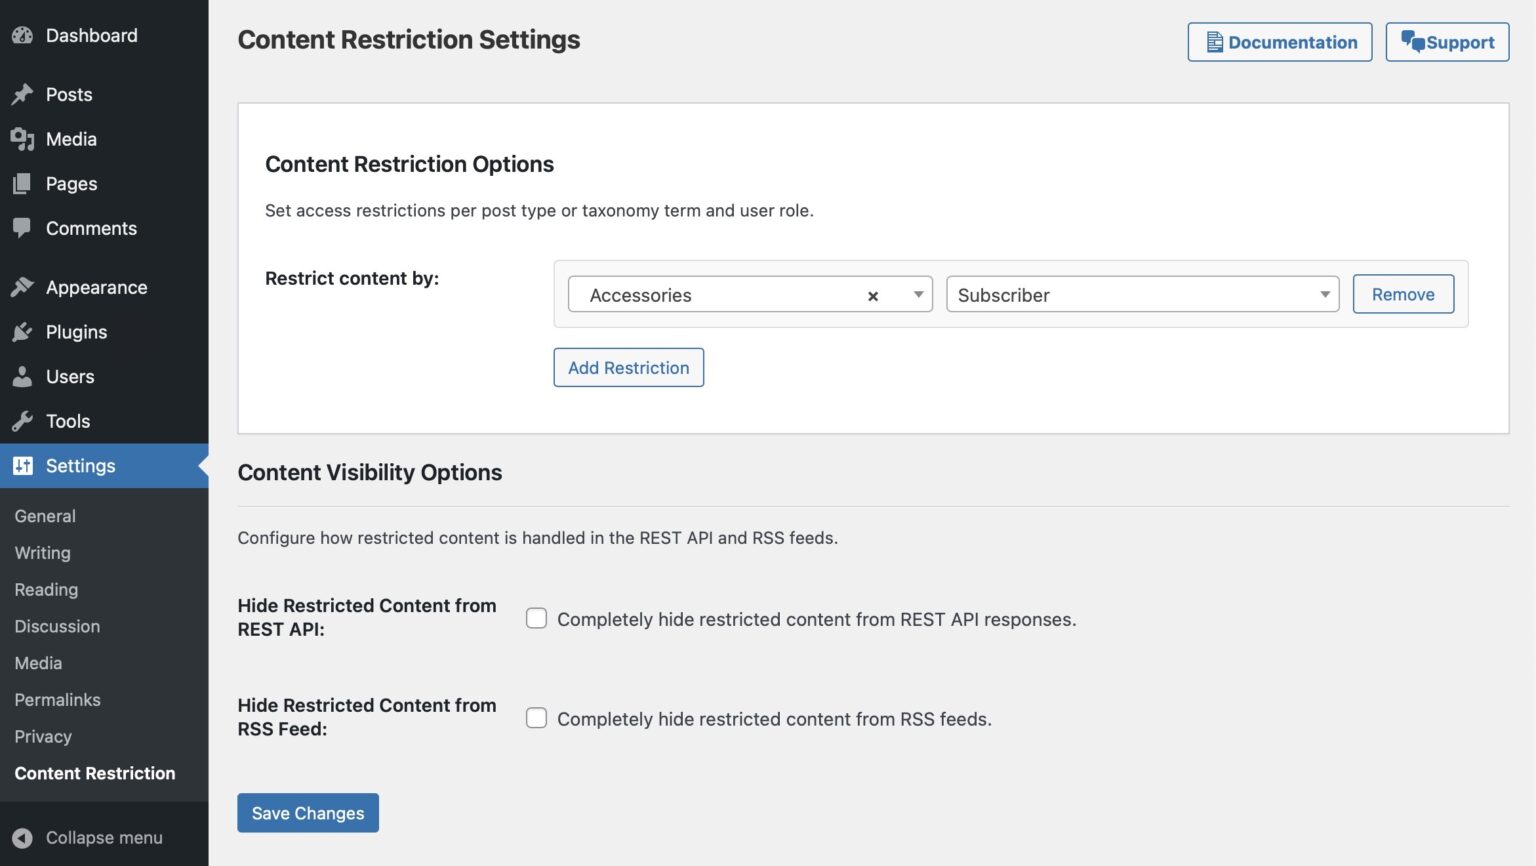 Dashboard
Posts
Media
Pages
Comments
Appearance
Plugins
Users
Tools
Settings
General
Writing
Reading
Discussion
Media
Permalinks
Privacy
Content Restriction
Collapse menu
Content Restriction Settings
Documentation
Support
Content Restriction Options
Set access restrictions per post type or taxonomy term and user role.
Restrict content by:
Accessories × Subscriber Remove
Add Restriction
Content Visibility Options
Configure how restricted content is handled in the REST API and RSS feeds.
Hide Restricted Content from
REST API:
Completely hide restricted content from REST API responses.
Hide Restricted Content from
RSS Feed:
Completely hide restricted content from RSS feeds.
Save Changes